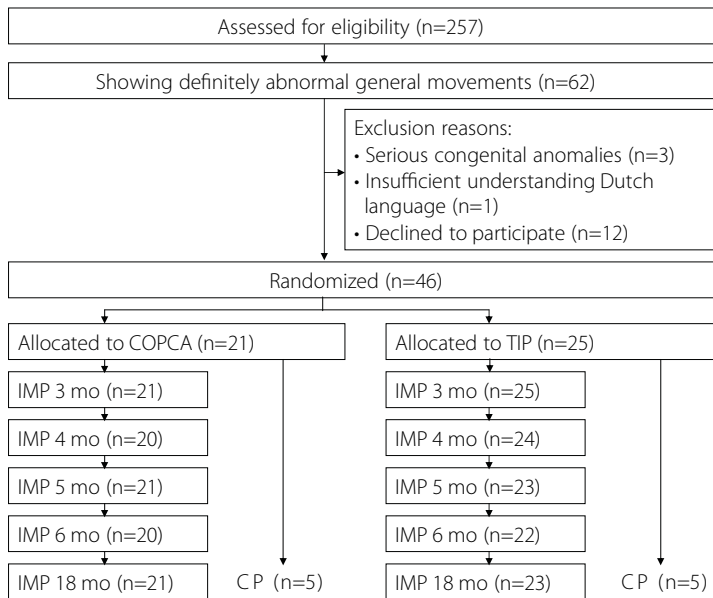 Assessed for eligibility (n=257)
Showing definitely abnormal general movements (n=62)
Exclusion reasons:
• Serious congenital anomalies (n=3)
• Insufficient understanding Dutch
language (n=1)
• Declined to participate (n=12)
Randomized (n=46)
Allocated to COPCA (n=21)
IMP 3 mo (n=21)
IMP 4 mo (n=20)
IMP 5 mo (n=21)
IMP 6 mo (n=20)
IMP 18 mo (n=21)
CP (n=5)
Allocated to TIP (n=25)
IMP 3 mo (n=25)
IMP 4 mo (n=24)
IMP 5 mo (n=23)
IMP 6 mo (n=22)
IMP 18 mo (n=23)
CP (n=5)